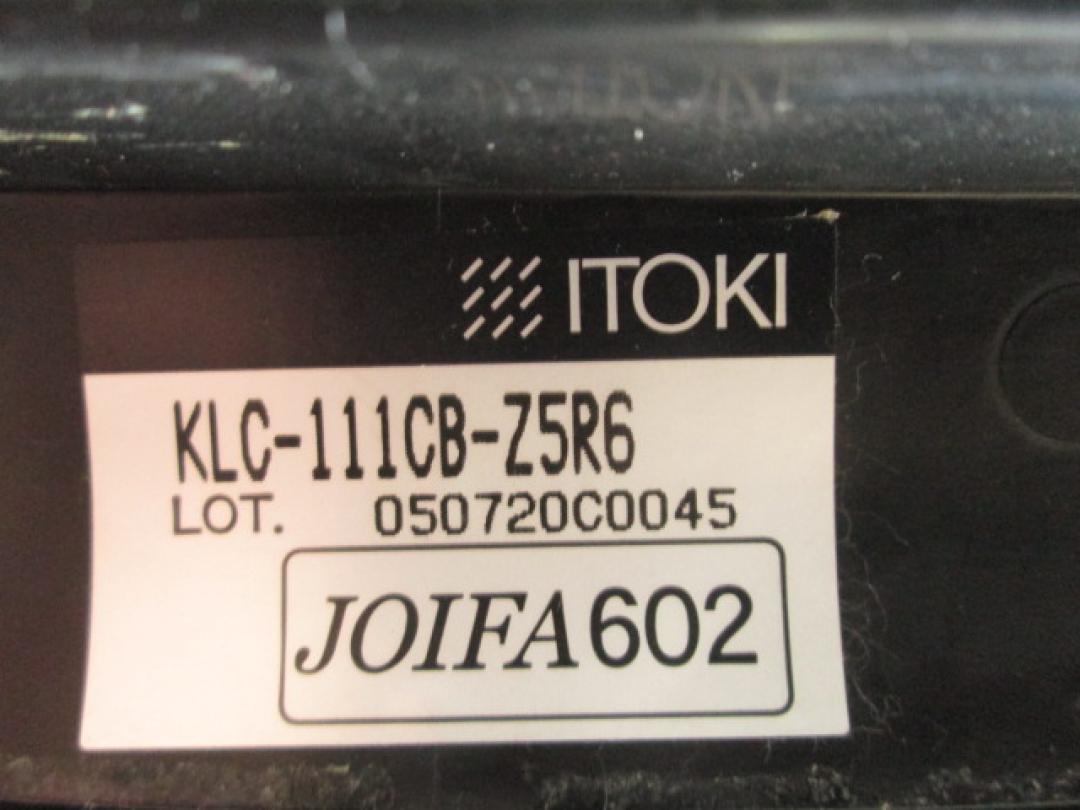 ITOKI
KLC-111CB-Z5R6
LOT. 050720C0045
JOIFA602